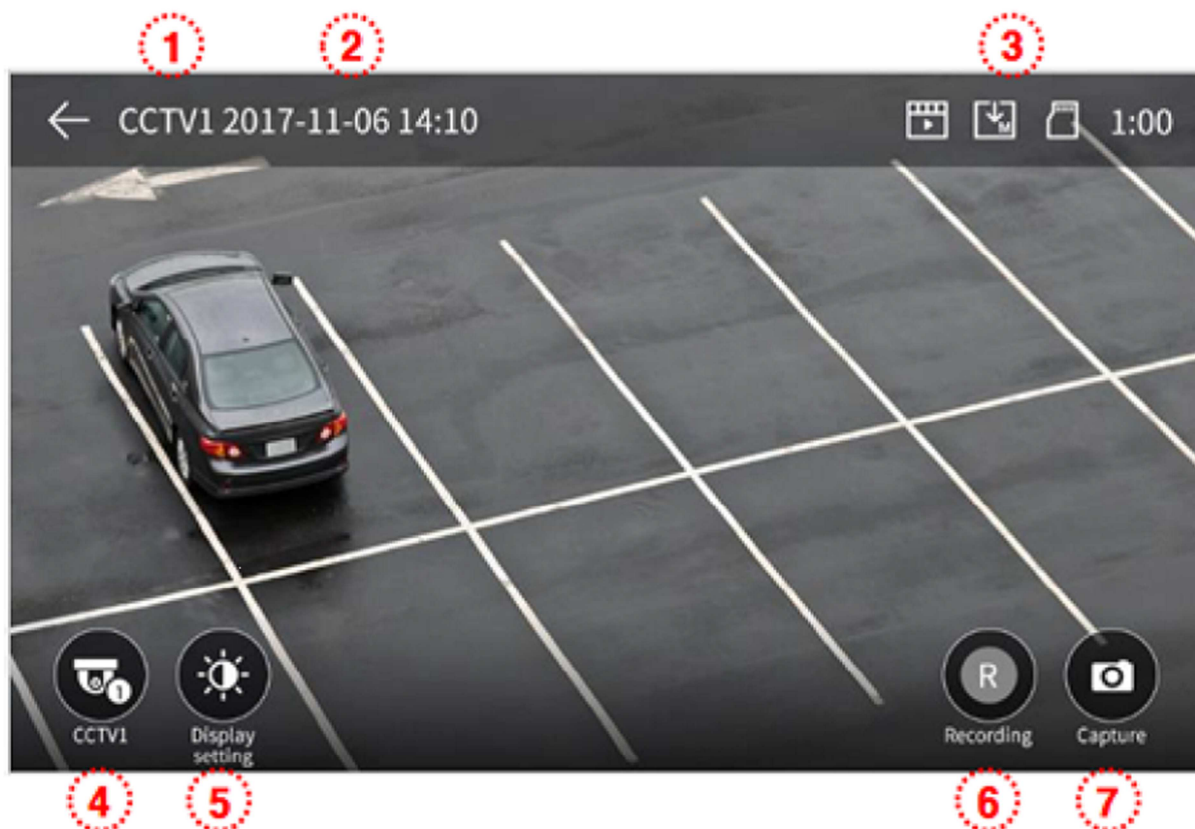 1 2 3
CCTV1 2017-11-06 14:10 M 1:00
1 R
CCTV1 Display setting Recording Capture
4 5 6 7